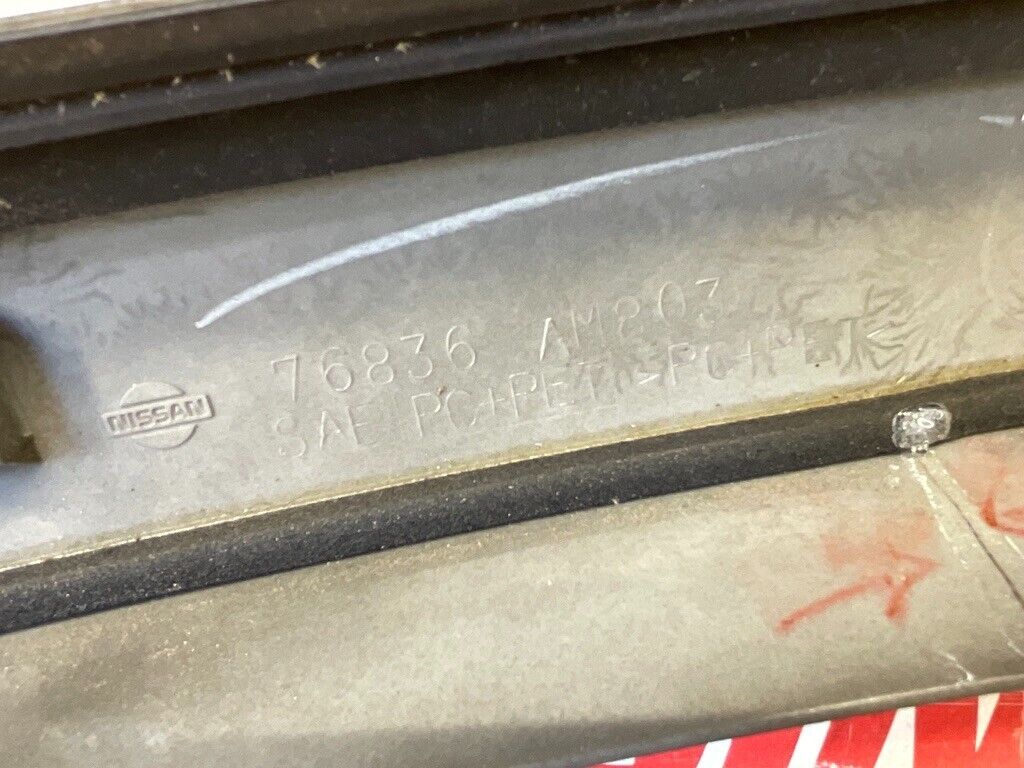 NISSAN
76836 AM803
SAE PC+PET >PC+PET<